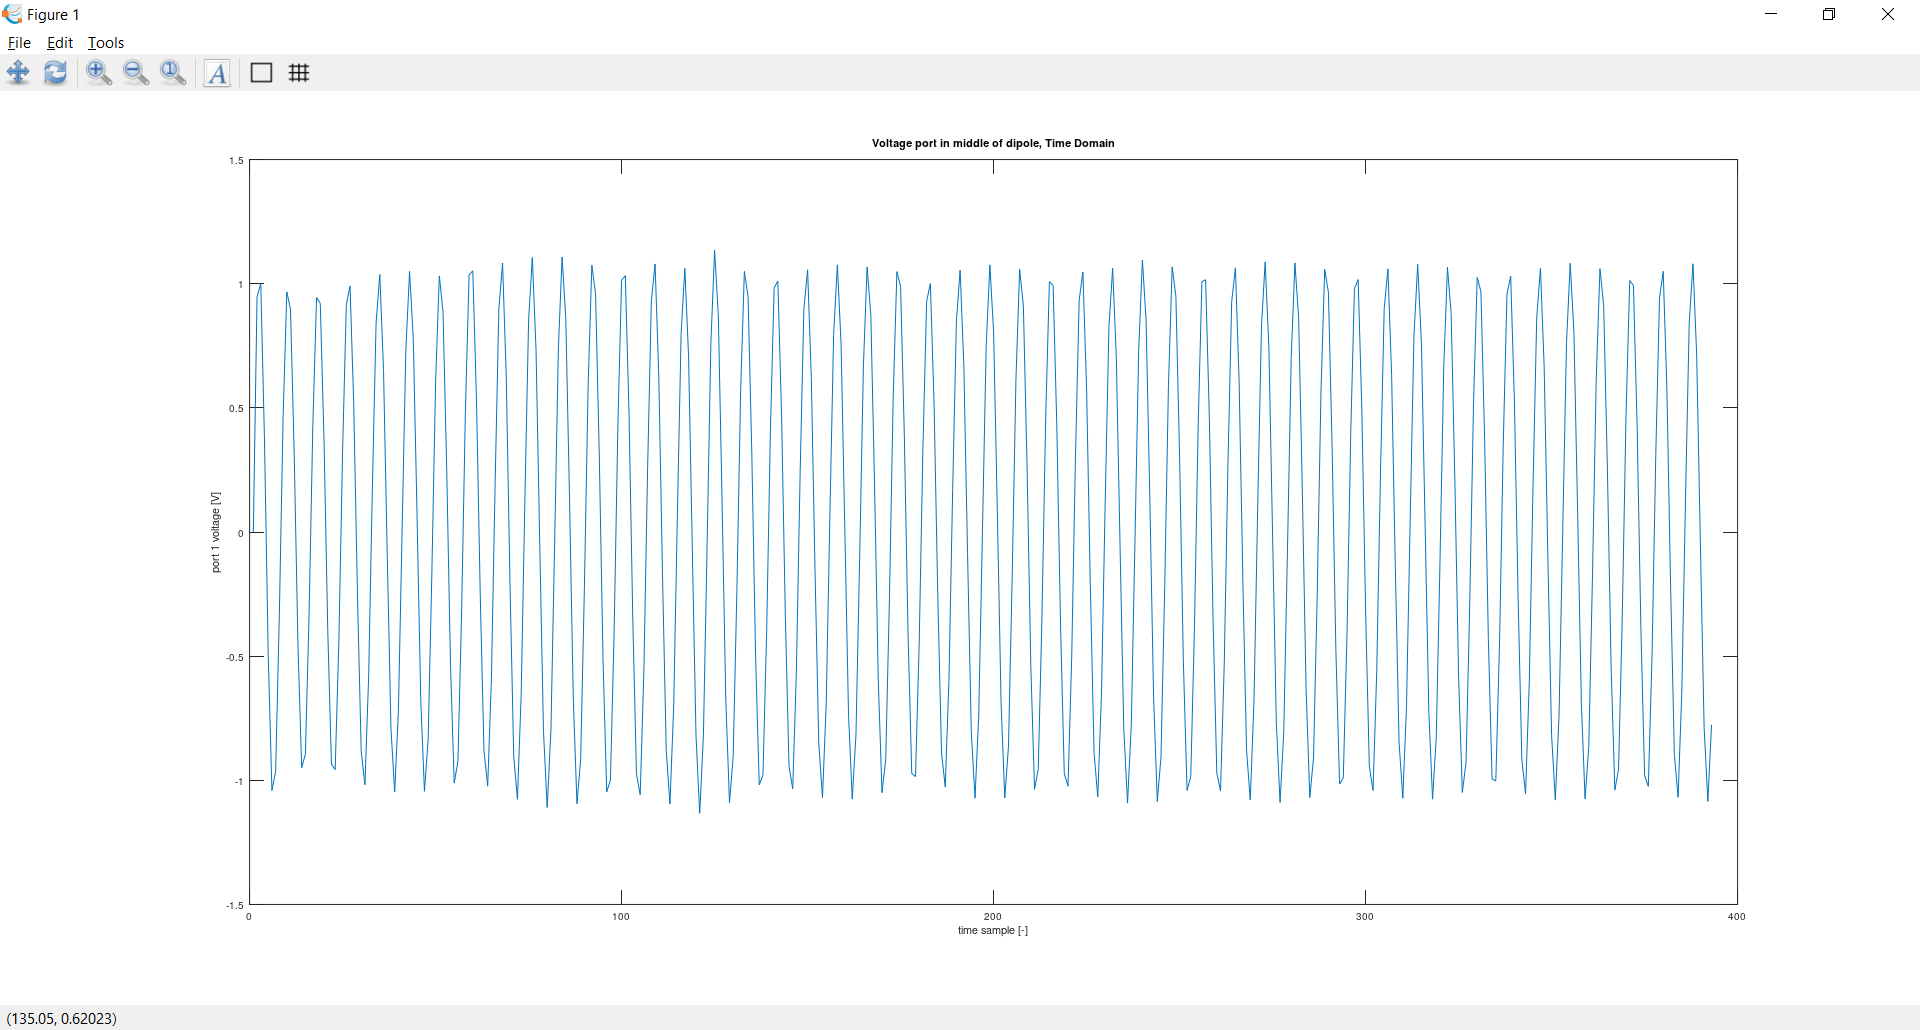 Figure 1
File Edit Tools
A
Voltage port in middle of dipole, Time Domain
1.5
1
0.5
0
-0.5
-1
-1.5
port 1 voltage [V]
0 100 200 300 400
time sample [-]
(135.05, 0.62023)